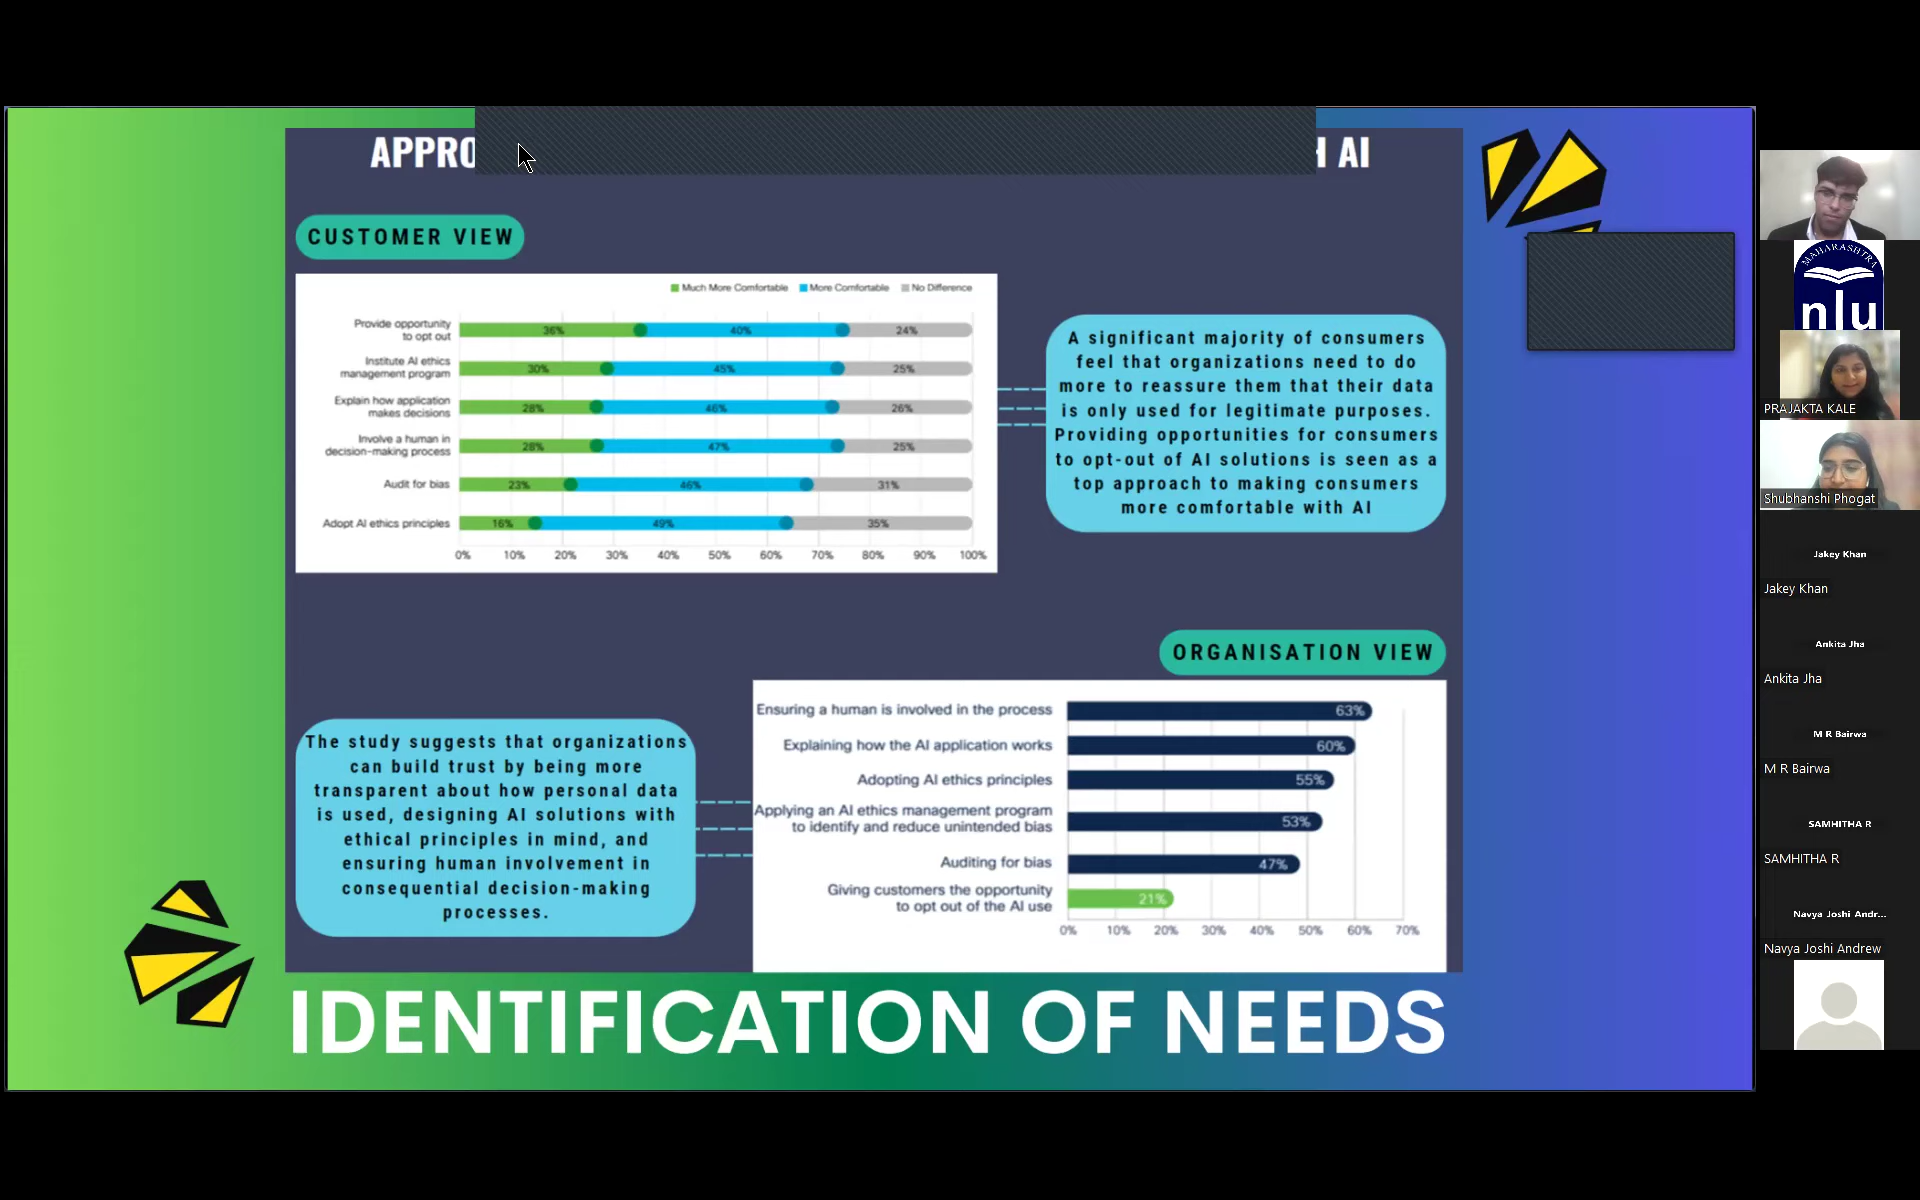 APPRO
H AI
CUSTOMER VIEW
Much More Comfortable More Comfortable No Difference
Provide opportunity
to opt out
36% 40% 24%
Institute AI ethics
management program
30% 45% 25%
Explain how application
makes decisions
28% 46% 26%
Involve a human in
decision-making process
28% 47% 25%
Audit for bias
23% 46% 31%
Adopt AI ethics principles
16% 49% 35%
0% 10% 20% 30% 40% 50% 60% 70% 80% 90% 100%
A significant majority of consumers
feel that organizations need to do
more to reassure them that their data
is only used for legitimate purposes.
Providing opportunities for consumers
to opt-out of AI solutions is seen as a
top approach to making consumers
more comfortable with AI
ORGANISATION VIEW
The study suggests that organizations
can build trust by being more
transparent about how personal data
is used, designing AI solutions with
ethical principles in mind, and
ensuring human involvement in
consequential decision-making
processes.
Ensuring a human is involved in the process
63%
Explaining how the AI application works
60%
Adopting AI ethics principles
55%
Applying an AI ethics management program
to identify and reduce unintended bias
53%
Auditing for bias
47%
Giving customers the opportunity
to opt out of the AI use
21%
0% 10% 20% 30% 40% 50% 60% 70%
IDENTIFICATION OF NEEDS
MAHARASHTRA
nlu
PRAJAKTA KALE
Shubhanshi Phogat
Jakey Khan
Jakey Khan
Ankita Jha
Ankita Jha
M R Bairwa
M R Bairwa
SAMHITHA R
SAMHITHA R
Navya Joshi Andr...
Navya Joshi Andrew